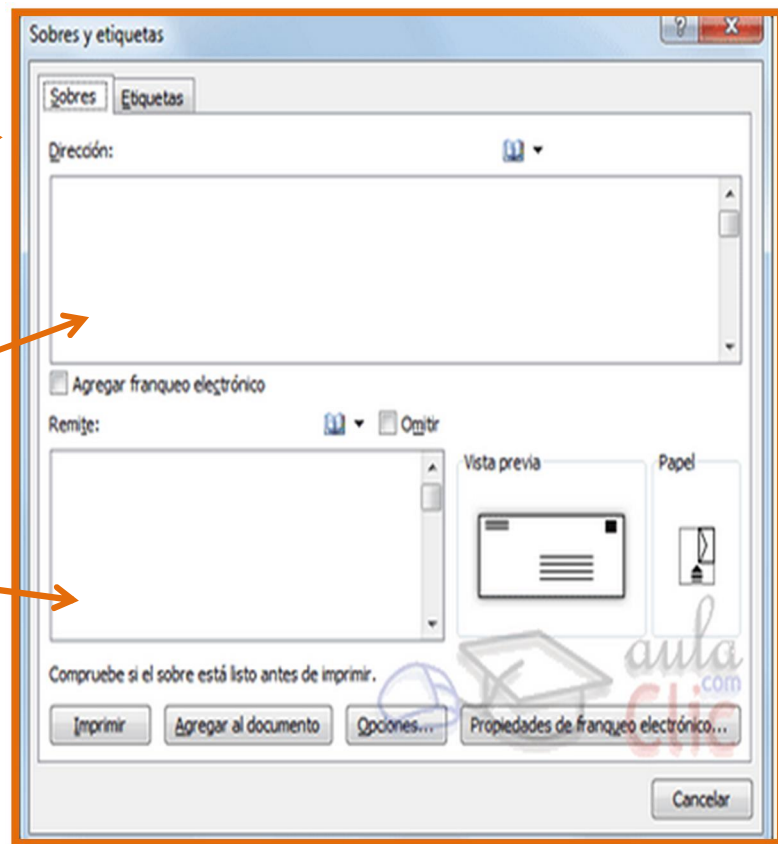 Sobres y etiquetas
?
X
Sobres
Etiquetas
Dirección:
Agregar franqueo electrónico
Remite:
Omitir
Vista previa
Papel
Compruebe si el sobre está listo antes de imprimir.
Imprimir
Agregar al documento
Opciones...
Propiedades de franqueo electrónico...
aula
.com
Clic
Cancelar